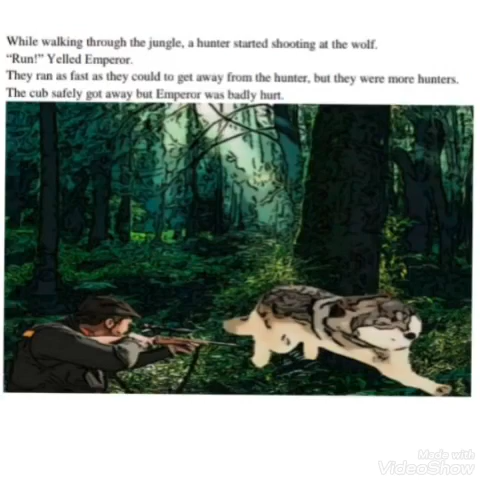 While walking through the jungle, a hunter started shooting at the wolf.
“Run!” Yelled Emperor.
They ran as fast as they could to get away from the hunter, but they were more hunters.
The cub safely got away but Emperor was badly hurt.
Made with
VideoShow